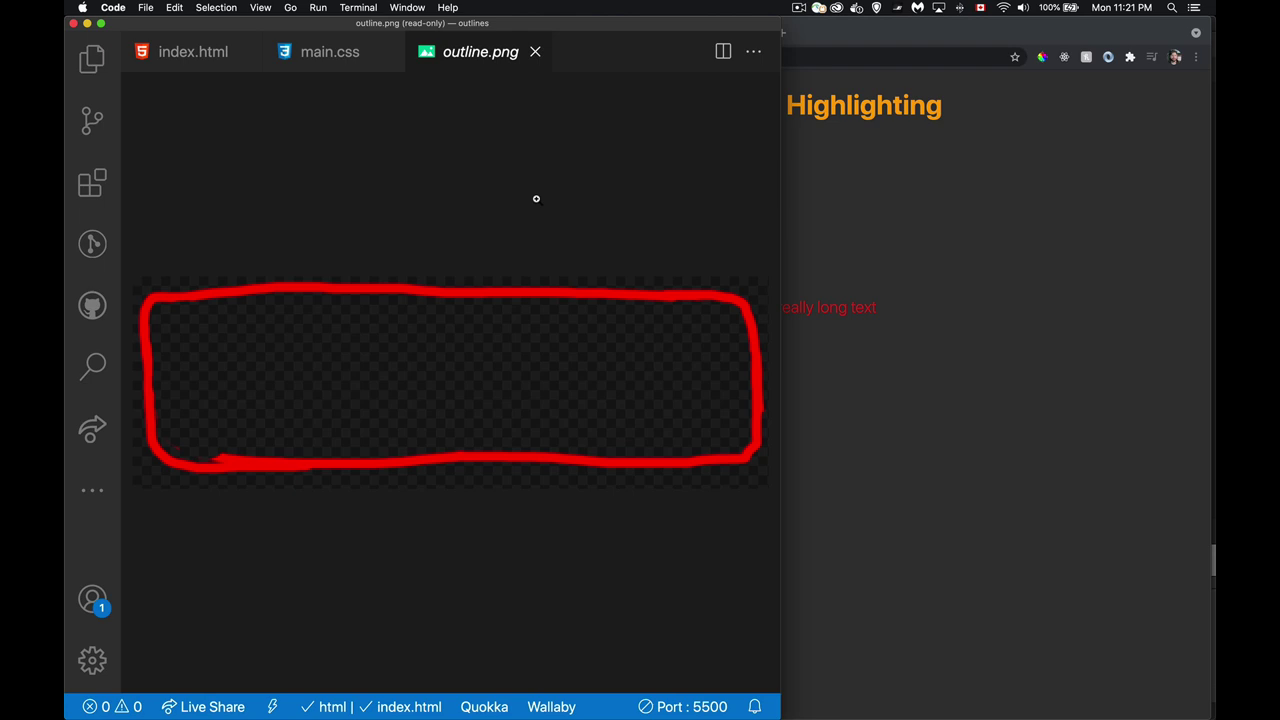 Code File Edit Selection View Go Run Terminal Window Help 100% Mon 11:21 PM
outline.png (read-only) — outlines
index.html main.css outline.png
Highlighting
eally long text
1
0 0 Live Share html | index.html Quokka Wallaby Port : 5500